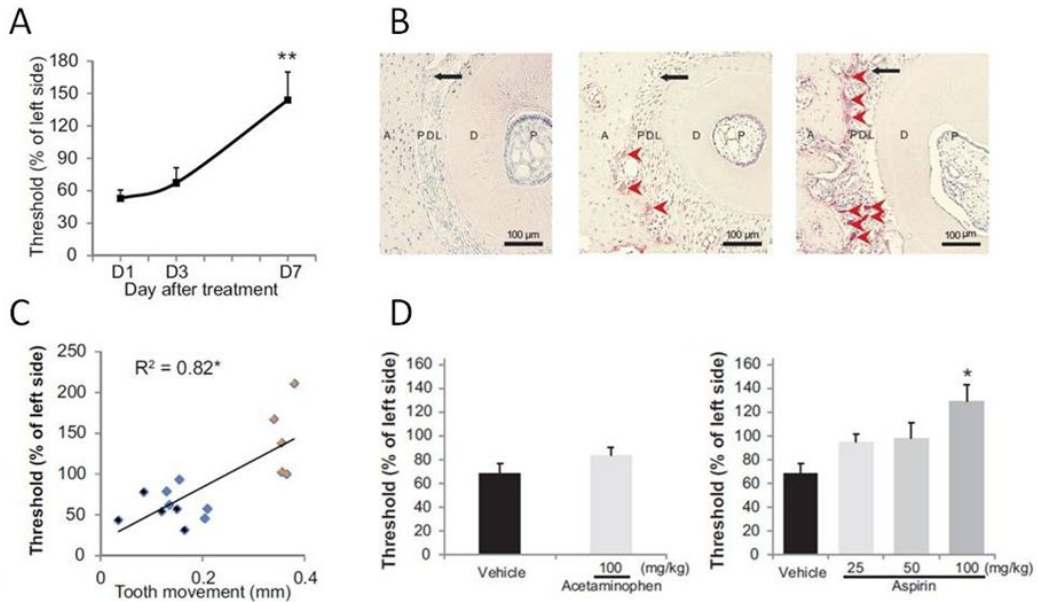 A
Threshold (% of left side)
180
150
120
90
60
30
0
**
D1 D3 D7
Day after treatment
B
A PDL D P
100 µm
A PDL D P
100 µm
A PDL D P
100 µm
C
Threshold (% of left side)
250
200
150
100
50
0
R² = 0.82*
0 0.2 0.4
Tooth movement (mm)
D
Threshold (% of left side)
160
140
120
100
80
60
40
20
0
Vehicle 100 (mg/kg)
Acetaminophen
Threshold (% of left side)
160
140
120
100
80
60
40
20
0
*
Vehicle 25 50 100 (mg/kg)
Aspirin